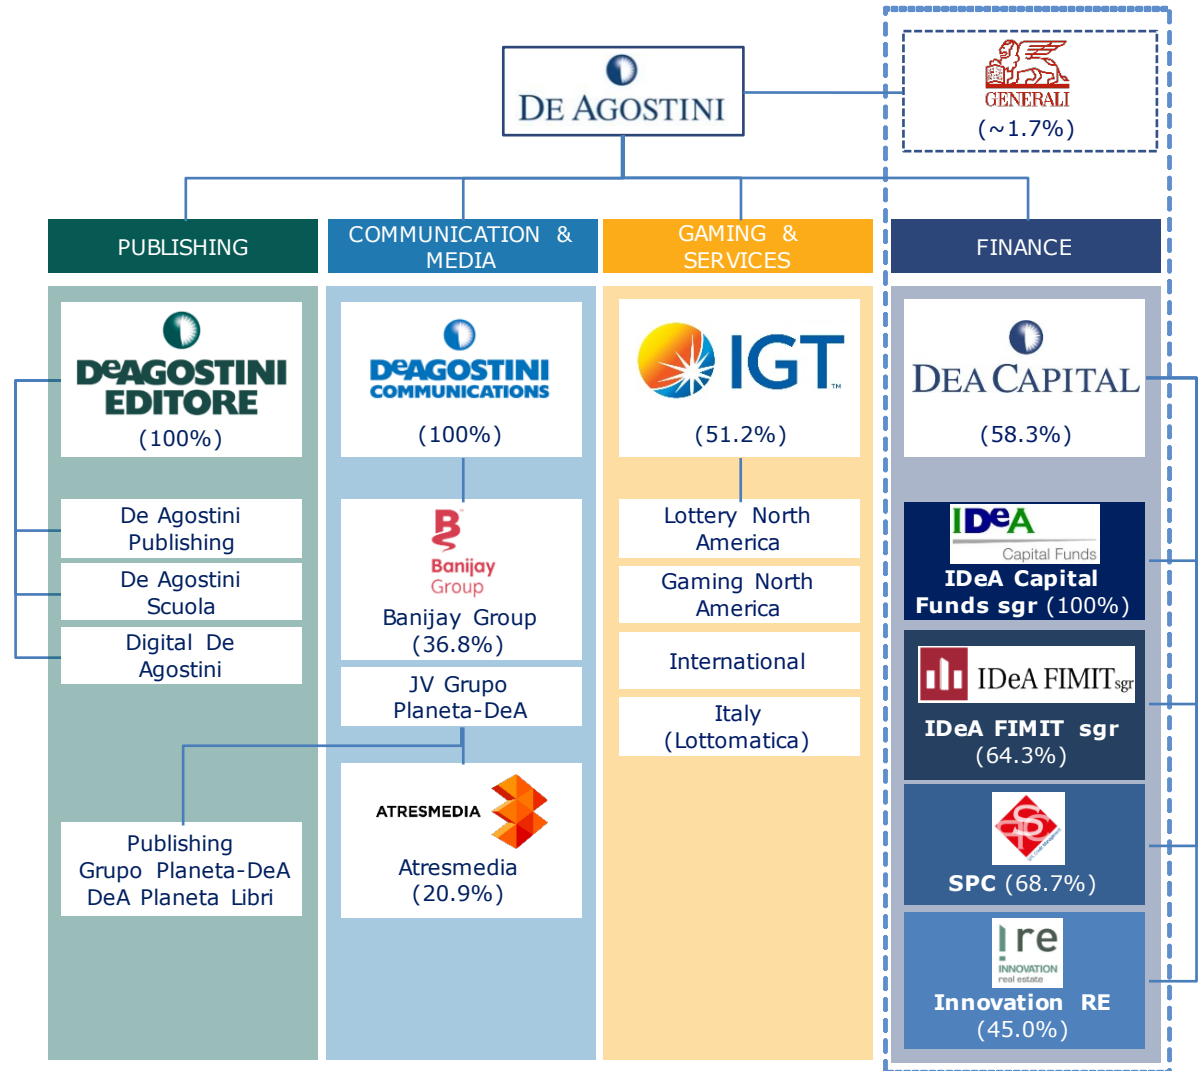 DE AGOSTINI
GENERALI
(~1.7%)
PUBLISHING
COMMUNICATION &
MEDIA
GAMING &
SERVICES
FINANCE
DeAGOSTINI
EDITORE
(100%)
De Agostini
Publishing
De Agostini
Scuola
Digital De
Agostini
Publishing
Grupo Planeta-DeA
DeA Planeta Libri
DeAGOSTINI
COMMUNICATIONS
(100%)
Banijay
Group
Banijay Group
(36.8%)
JV Grupo
Planeta-DeA
ATRESMEDIA
Atresmedia
(20.9%)
IGT™
(51.2%)
Lottery North
America
Gaming North
America
International
Italy
(Lottomatica)
DEA CAPITAL
(58.3%)
IDeA
Capital Funds
IDeA Capital
Funds sgr (100%)
IDeA FIMIT sgr
IDeA FIMIT sgr
(64.3%)
SPC (68.7%)
ire
INNOVATION
real estate
Innovation RE
(45.0%)